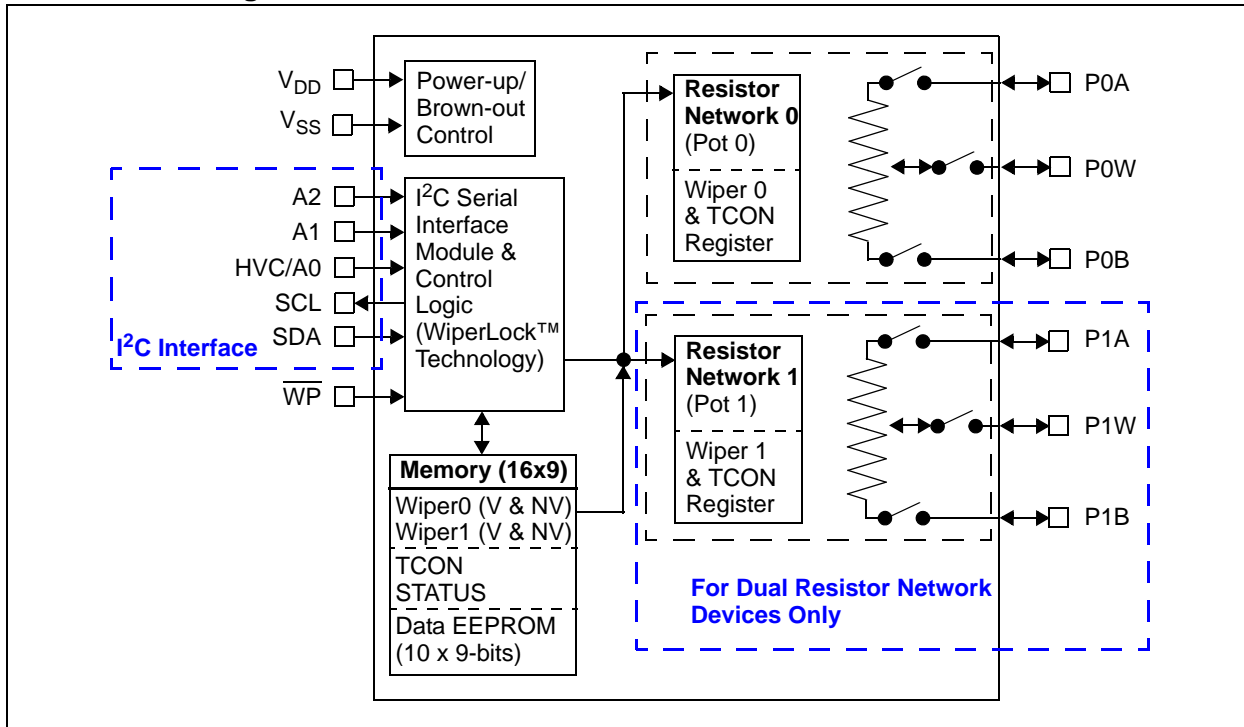 V_DD
V_SS
Power-up/
Brown-out
Control
A2
A1
HVC/A0
SCL
SDA
I²C Interface
WP
I²C Serial
Interface
Module &
Control
Logic
(WiperLock™
Technology)
Memory (16x9)
Wiper0 (V & NV)
Wiper1 (V & NV)
TCON
STATUS
Data EEPROM
(10 x 9-bits)
Resistor
Network 0
(Pot 0)
Wiper 0
& TCON
Register
P0A
P0W
P0B
Resistor
Network 1
(Pot 1)
Wiper 1
& TCON
Register
P1A
P1W
P1B
For Dual Resistor Network
Devices Only